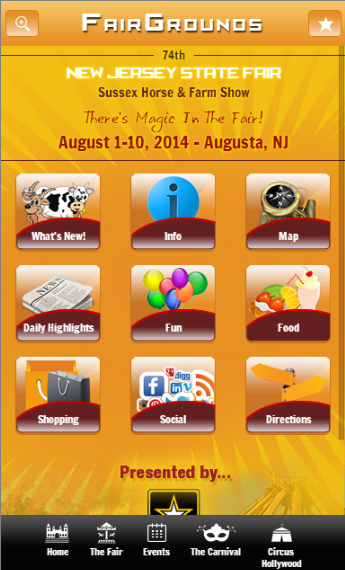 FairGrounds
74th
NEW JERSEY STATE FAIR
Sussex Horse & Farm Show
There's Magic In The Fair!
August 1-10, 2014 - Augusta, NJ
What's New!
Info
Map
NEWS
Daily Highlights
Fun
Food
Shopping
digg
Social
Directions
Presented by...
Home
The Fair
Events
The Carnival
Circus
Hollywood